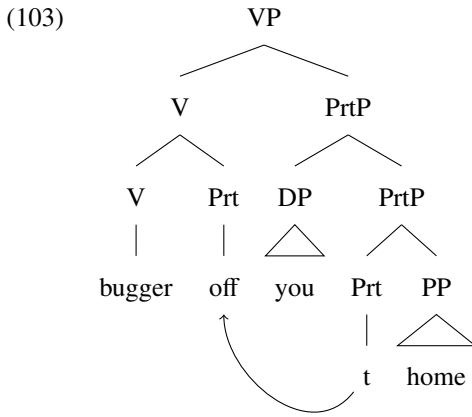 (103) VP
V PrtP
V Prt DP PrtP
bugger off you Prt PP
t home